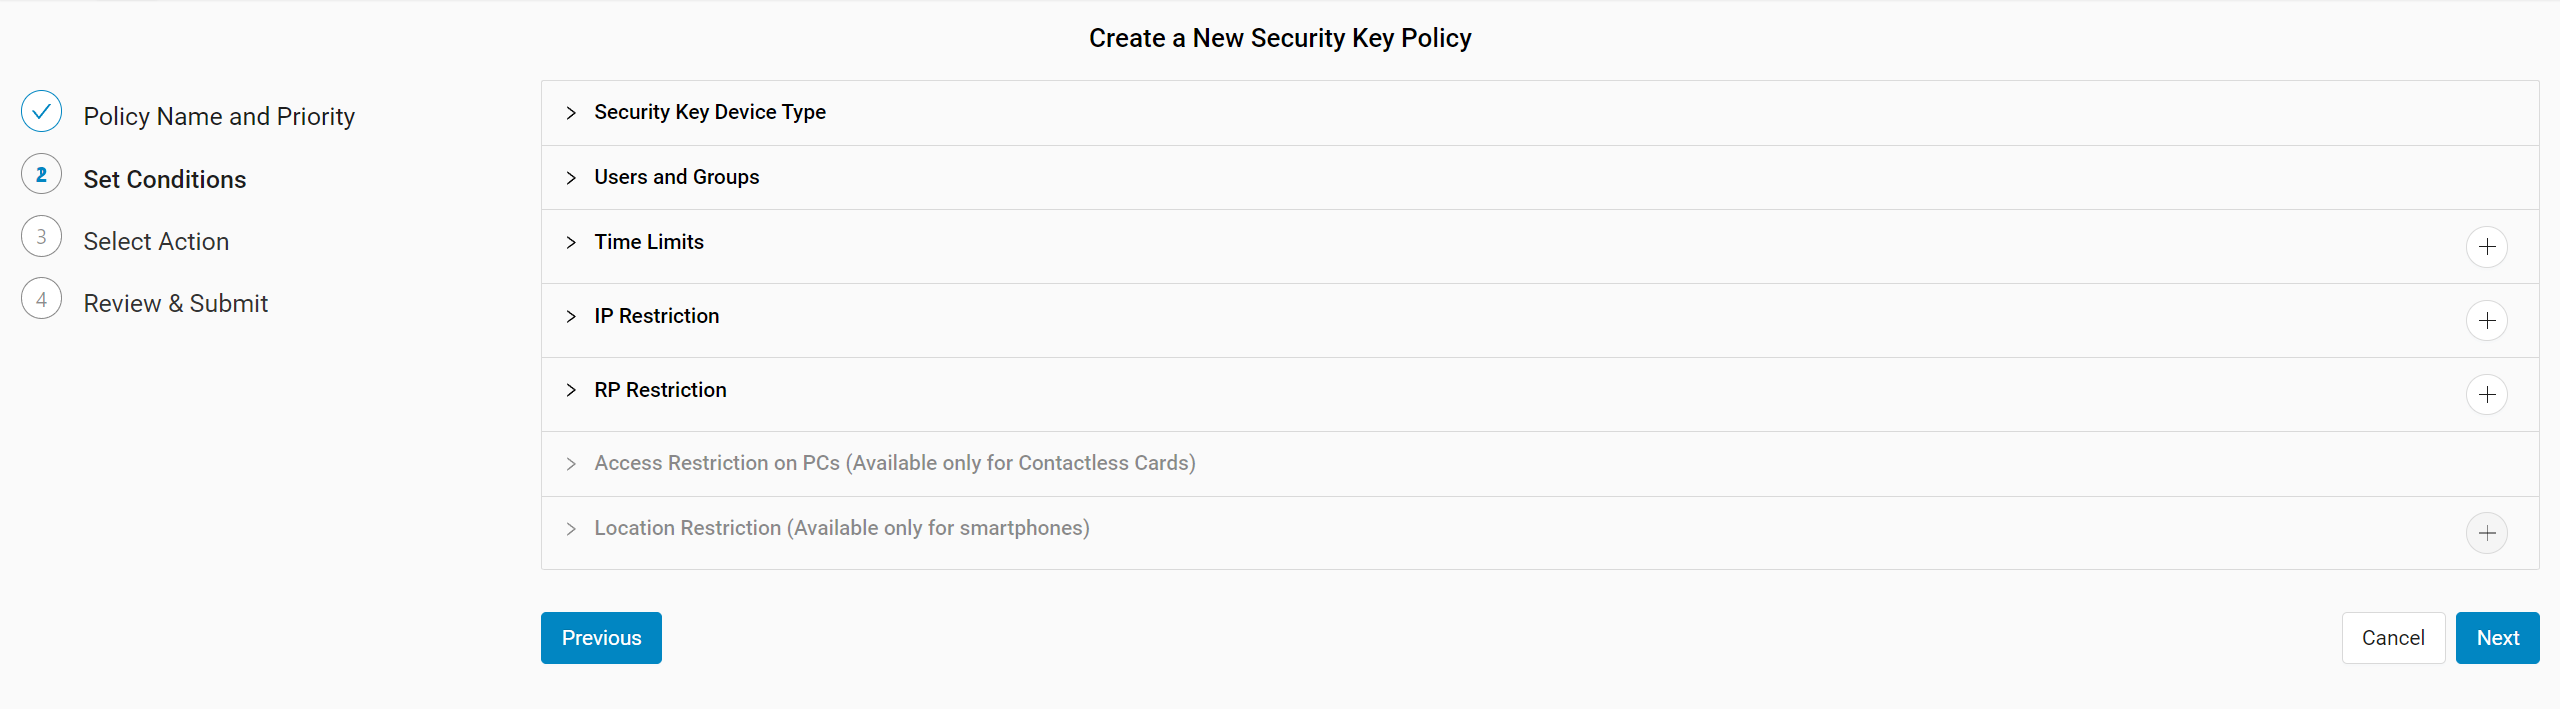 Create a New Security Key Policy
Policy Name and Priority
2 Set Conditions
3 Select Action
4 Review & Submit
Security Key Device Type
Users and Groups
Time Limits
IP Restriction
RP Restriction
Access Restriction on PCs (Available only for Contactless Cards)
Location Restriction (Available only for smartphones)
Previous
Cancel
Next